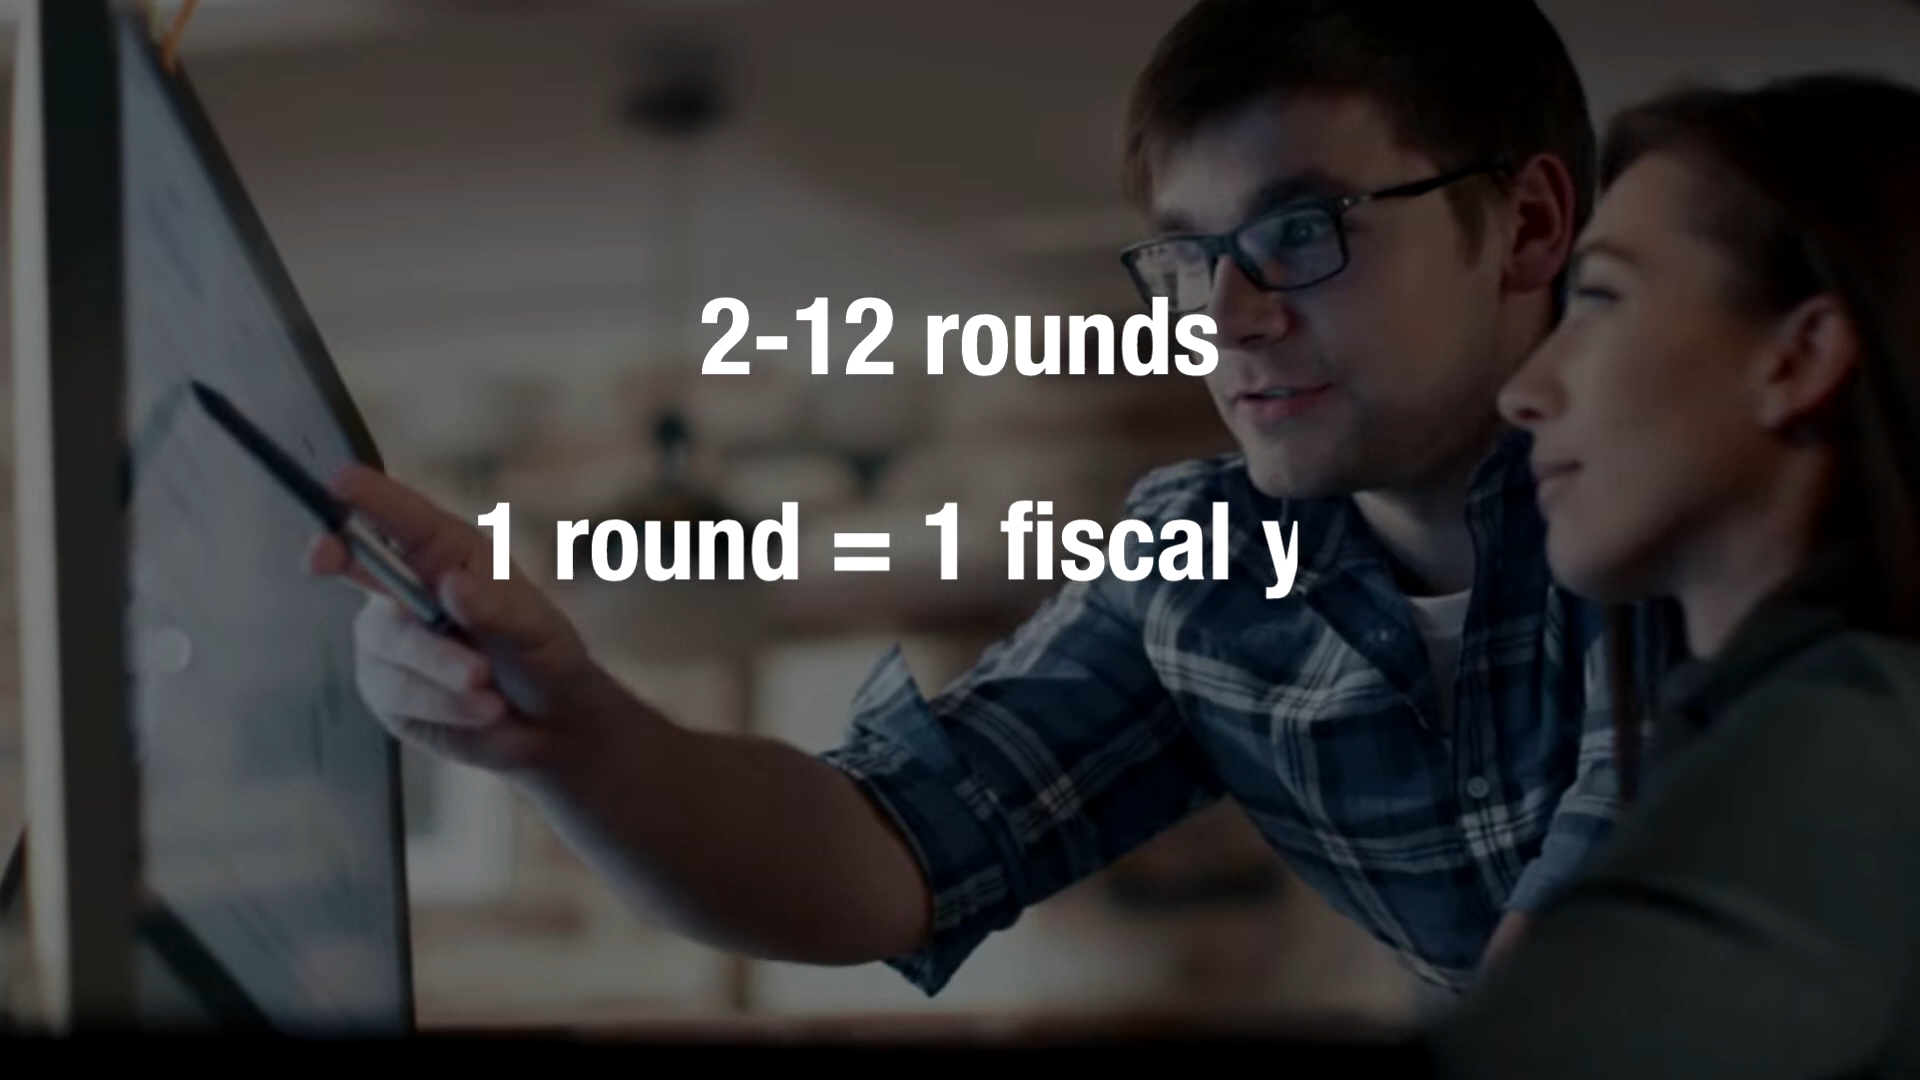 2-12 rounds
1 round = 1 fiscal y